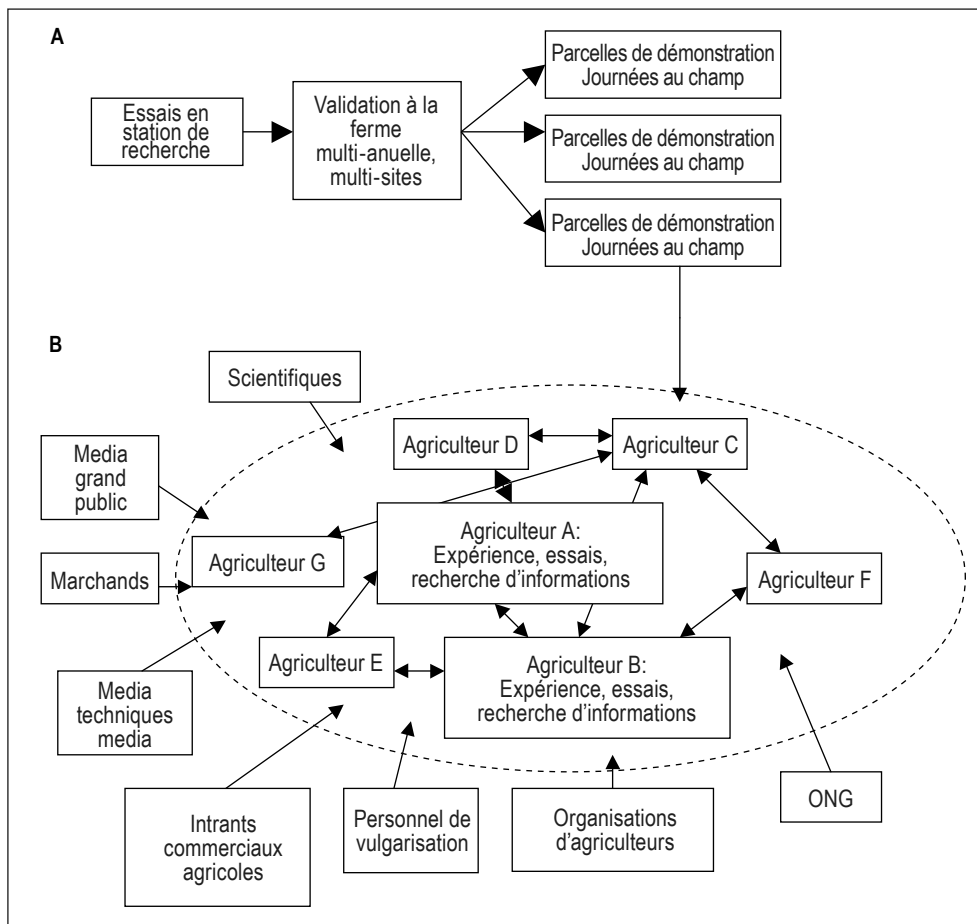 A
Essais en
station de
recherche
Validation à la
ferme
multi-anuelle,
multi-sites
Parcelles de démonstration
Journées au champ
Parcelles de démonstration
Journées au champ
Parcelles de démonstration
Journées au champ
B
Scientifiques
Media
grand
public
Marchands
Media
techniques
media
Intrants
commerciaux
agricoles
Personnel de
vulgarisation
Organisations
d'agriculteurs
ONG
Agriculteur D
Agriculteur C
Agriculteur G
Agriculteur A:
Expérience, essais,
recherche d'informations
Agriculteur F
Agriculteur E
Agriculteur B:
Expérience, essais,
recherche d'informations